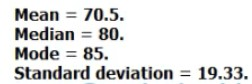 Mean = 70.5.
Median = 80.
Mode = 85.
Standard deviation = 19.33.